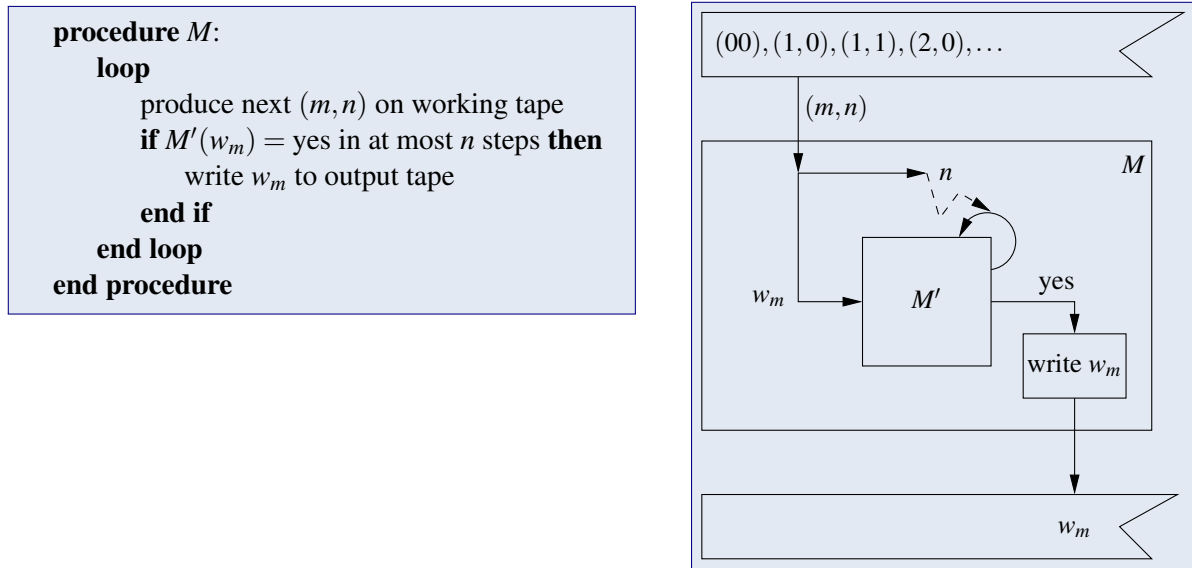 procedure M:
loop
produce next (m,n) on working tape
if M′(w_m) = yes in at most n steps then
write w_m to output tape
end if
end loop
end procedure
(00),(1,0),(1,1),(2,0),...
(m,n)
M
n
w_m
M′
yes
write w_m
w_m